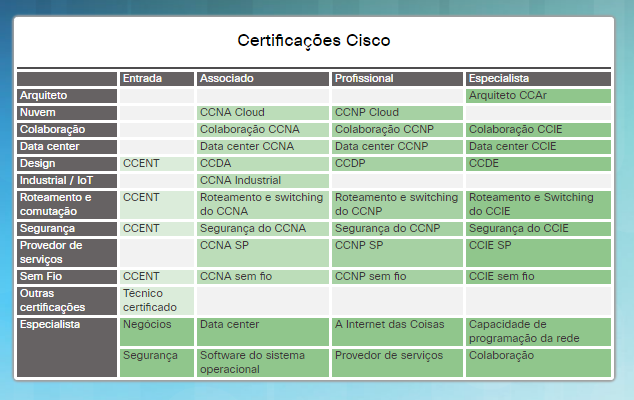 Certificações Cisco
Entrada Associado Profissional Especialista
Arquiteto Arquiteto CCAr
Nuvem CCNA Cloud CCNP Cloud
Colaboração Colaboração CCNA Colaboração CCNP Colaboração CCIE
Data center Data center CCNA Data center CCNP Data center CCIE
Design CCENT CCDA CCDP CCDE
Industrial / IoT CCNA Industrial
Roteamento e CCENT Roteamento e switching Roteamento e switching Roteamento e Switching
comutação do CCNA do CCNP do CCIE
Segurança CCENT Segurança do CCNA Segurança do CCNP Segurança do CCIE
Provedor de CCNA SP CCNP SP CCIE SP
serviços
Sem Fio CCENT CCNA sem fio CCNP sem fio CCIE sem fio
Outras Técnico
certificações certificado
Especialista Negócios Data center A Internet das Coisas Capacidade de
programação da rede
Segurança Software do sistema Provedor de serviços Colaboração
operacional